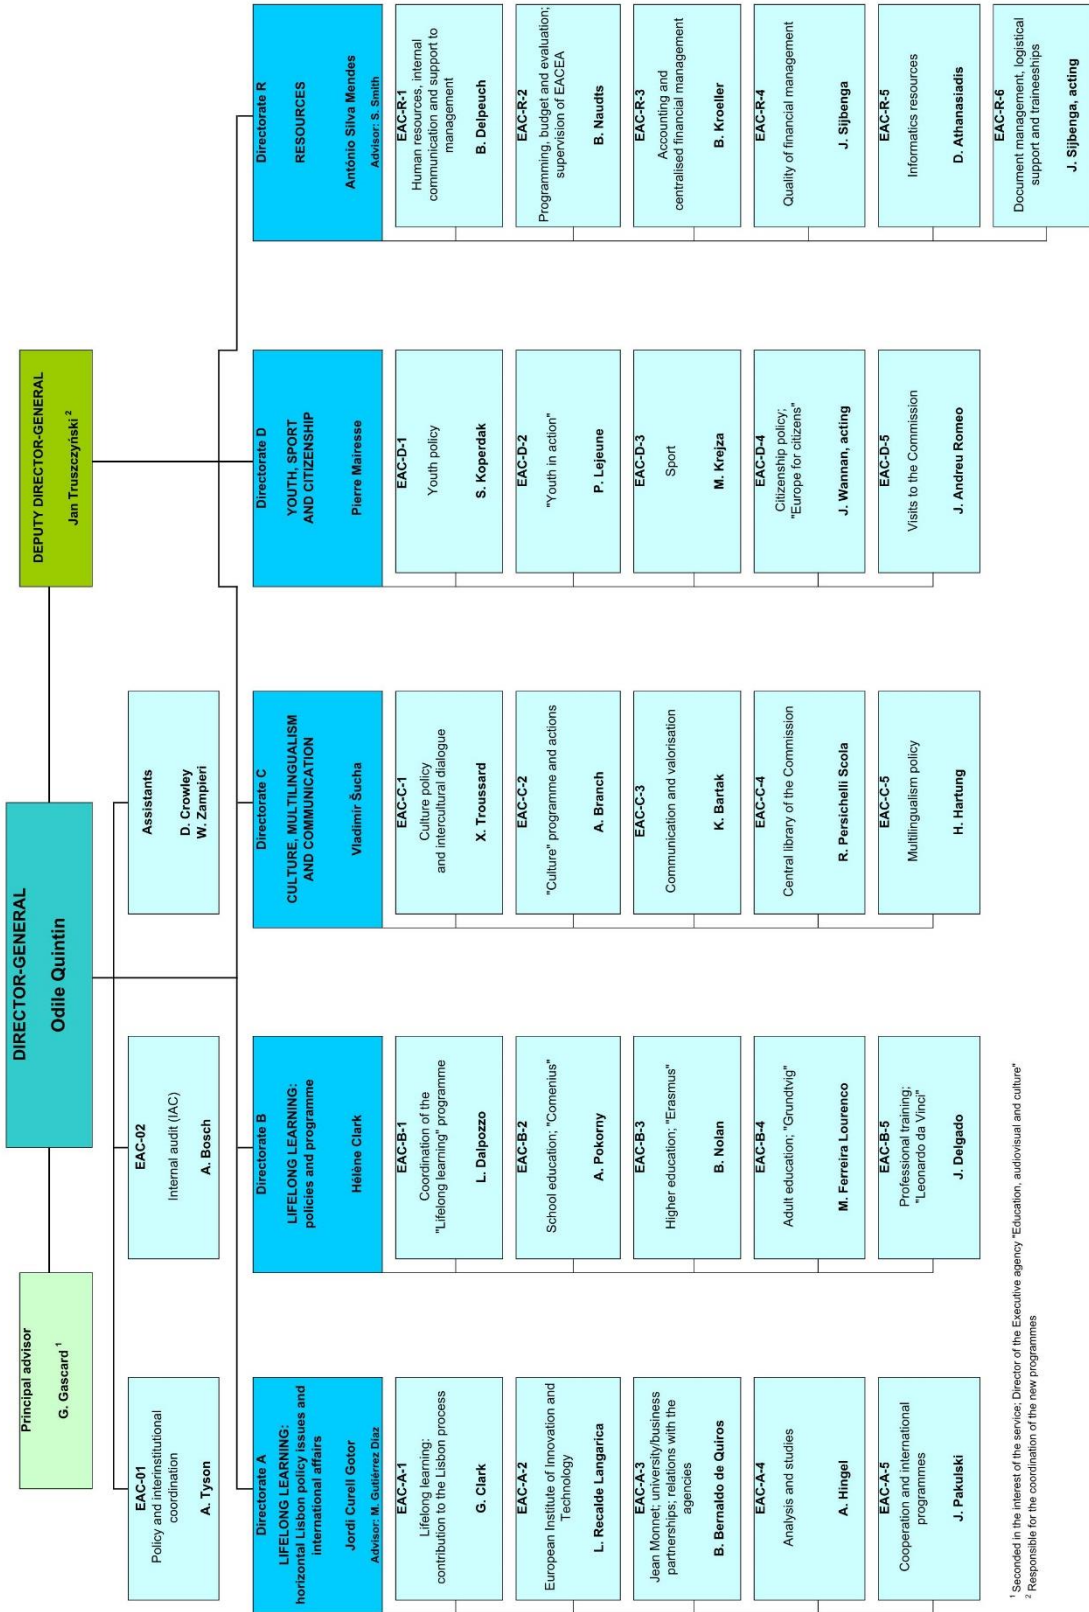 DIRECTOR-GENERAL
Odile Quintin
Principal advisor
G. Gascard ¹
DEPUTY DIRECTOR-GENERAL
Jan Truszczyński ²
EAC-01
Policy and interinstitutional
coordination
A. Tyson
EAC-02
Internal audit (IAC)
A. Bosch
Assistants
D. Crowley
W. Zampieri
Directorate A
LIFELONG LEARNING:
horizontal Lisbon policy issues and
international affairs
Jordi Curell Gotor
Advisor: M. Gutiérrez Díaz
EAC-A-1
Lifelong learning:
contribution to the Lisbon process
G. Clark
EAC-A-2
European Institute of Innovation and
Technology
L. Recalde Langarica
EAC-A-3
Jean Monnet; university/business
partnerships; relations with the
agencies
B. Bernaldo de Quiros
EAC-A-4
Analysis and studies
A. Hingel
EAC-A-5
Cooperation and international
programmes
J. Pakulski
Directorate B
LIFELONG LEARNING:
policies and programme
Hélène Clark
EAC-B-1
Coordination of the
"Lifelong learning" programme
L. Dalpozzo
EAC-B-2
School education; "Comenius"
A. Pokorny
EAC-B-3
Higher education; "Erasmus"
B. Nolan
EAC-B-4
Adult education; "Grundtvig"
M. Ferreira Lourenco
EAC-B-5
Professional training;
"Leonardo da Vinci"
J. Delgado
Directorate C
CULTURE, MULTILINGUALISM
AND COMMUNICATION
Vladimír Šucha
EAC-C-1
Culture policy
and intercultural dialogue
X. Troussard
EAC-C-2
"Culture" programme and actions
A. Branch
EAC-C-3
Communication and valorisation
K. Bartak
EAC-C-4
Central library of the Commission
R. Persichelli Scola
EAC-C-5
Multilingualism policy
H. Hartung
Directorate D
YOUTH, SPORT
AND CITIZENSHIP
Pierre Mairesse
EAC-D-1
Youth policy
S. Koperdak
EAC-D-2
"Youth in action"
P. Lejeune
EAC-D-3
Sport
M. Krejza
EAC-D-4
Citizenship policy;
"Europe for citizens"
J. Wannan, acting
EAC-D-5
Visits to the Commission
J. Andreu Romeo
Directorate R
RESOURCES
António Silva Mendes
Advisor: S. Smith
EAC-R-1
Human resources, internal
communication and support to
management
B. Delpeuch
EAC-R-2
Programming, budget and evaluation;
supervision of EACEA
B. Naudts
EAC-R-3
Accounting and
centralised financial management
B. Kroeller
EAC-R-4
Quality of financial management
J. Sijbenga
EAC-R-5
Informatics resources
D. Athanasiadis
EAC-R-6
Document management, logistical
support and traineeships
J. Sijbenga, acting
¹ Seconded in the interest of the service; Director of the Executive agency "Education, audiovisual and culture"
² Responsible for the coordination of the new programmes